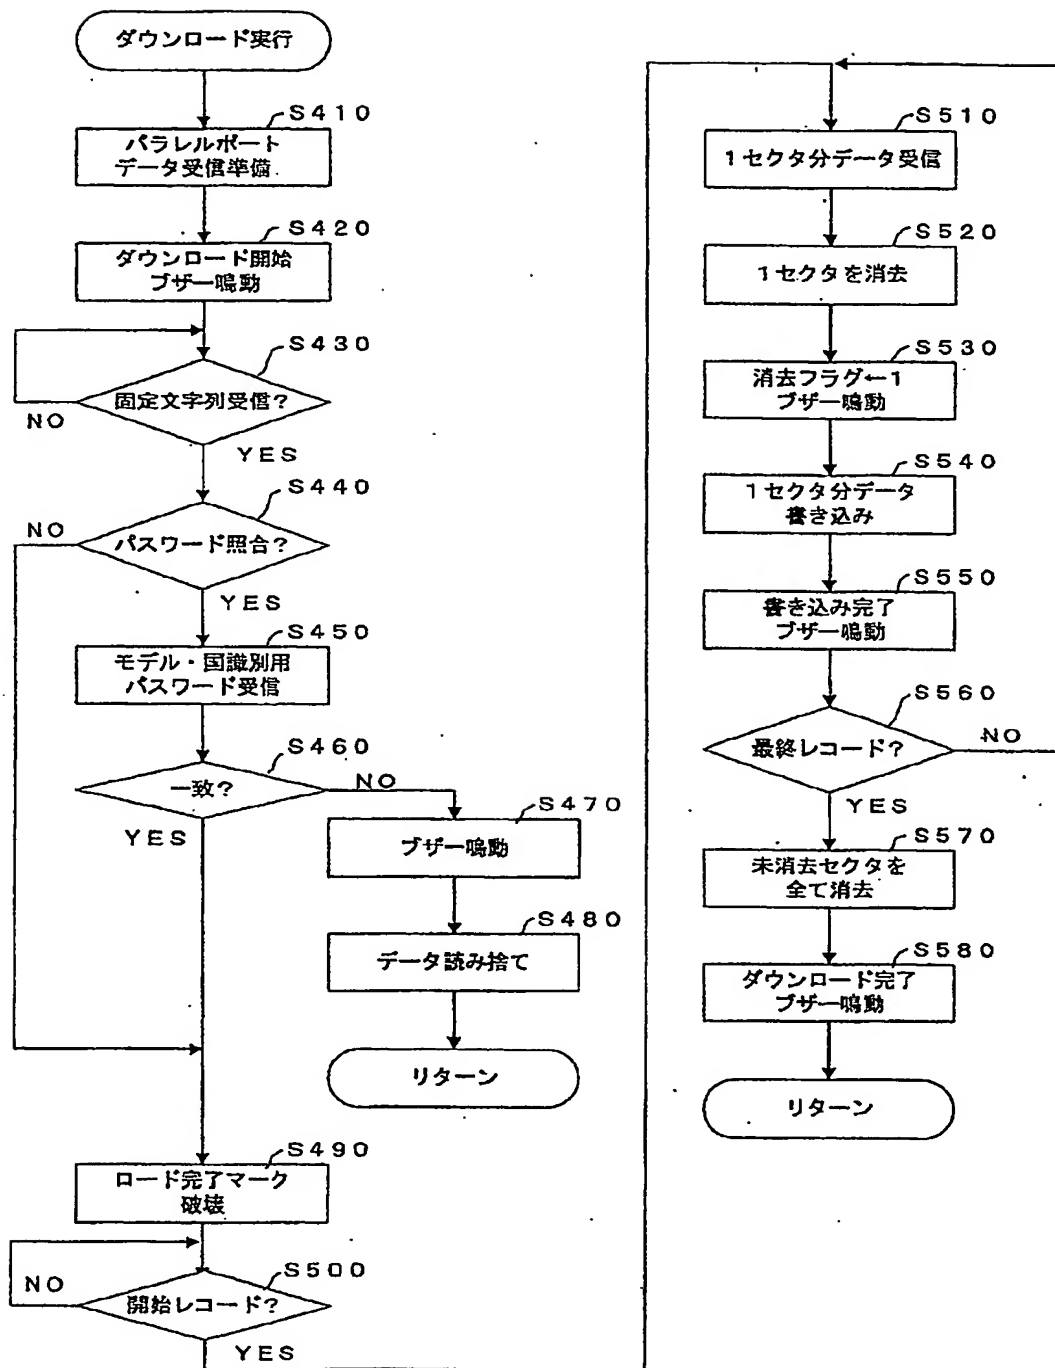 ダウンロード実行
S410
パラレルポート
データ受信準備
S420
ダウンロード開始
ブザー鳴動
S430
固定文字列受信?
NO
YES
S440
NO
パスワード照合?
YES
S450
モデル・国識別用
パスワード受信
S460
一致?
NO
YES
S470
ブザー鳴動
S480
データ読み捨て
リターン
S490
ロード完了マーク
破壊
S500
NO
開始レコード?
YES
S510
1セクタ分データ受信
S520
1セクタを消去
S530
消去フラグ←1
ブザー鳴動
S540
1セクタ分データ
書き込み
S550
書き込み完了
ブザー鳴動
S560
最終レコード?
NO
YES
S570
未消去セクタを
全て消去
S580
ダウンロード完了
ブザー鳴動
リターン